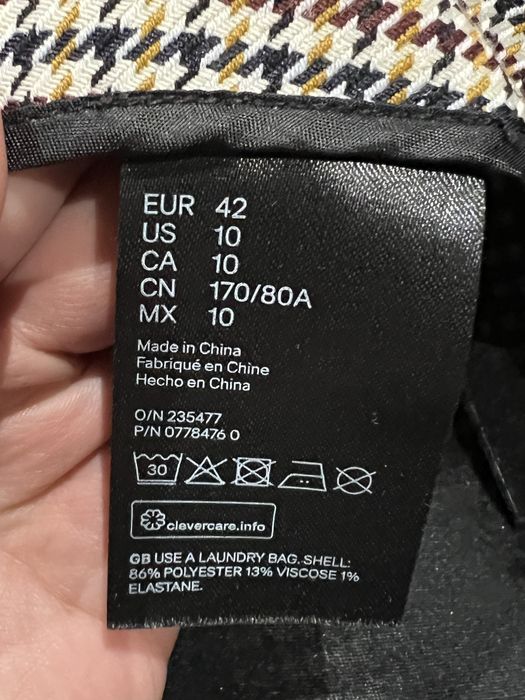 EUR 42
US 10
CA 10
CN 170/80A
MX 10
Made in China
Fabriqué en Chine
Hecho en China
O/N 235477
P/N 0778476 0
30
clevercare.info
GB USE A LAUNDRY BAG. SHELL:
86% POLYESTER 13% VISCOSE 1%
ELASTANE.